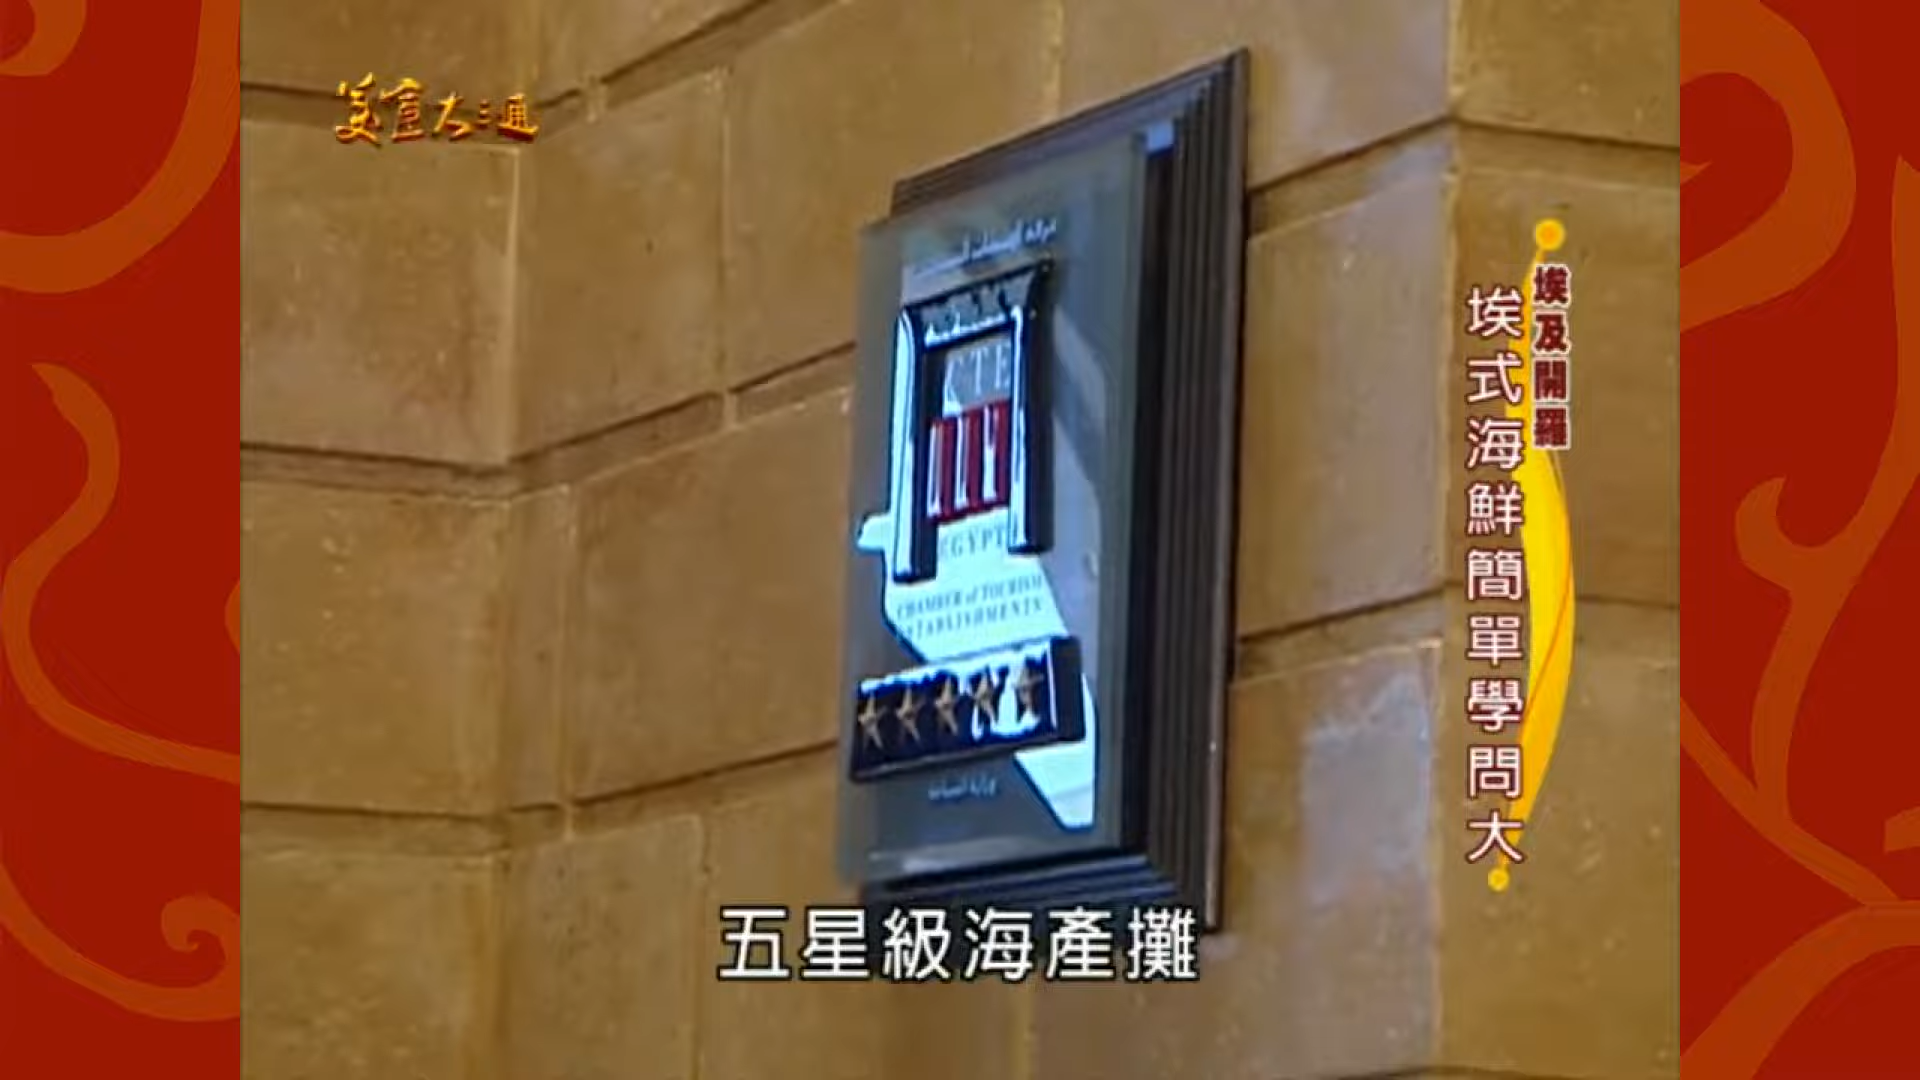 美食大三通
埃及開羅
埃式海鮮簡單學問大
CTE
EGYPT
CHAMBER of TOURISM
ESTABLISHMENTS
五星級海產攤